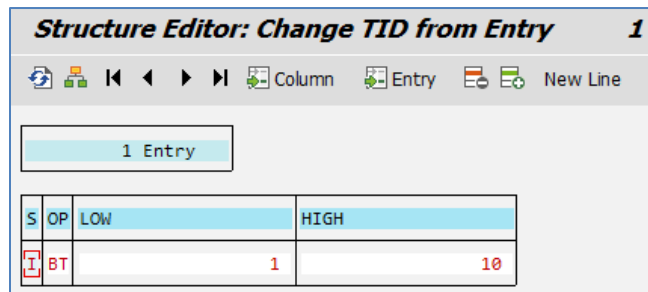 Structure Editor: Change TID from Entry 1
Column Entry New Line
1 Entry
S OP LOW HIGH
I BT 1 10